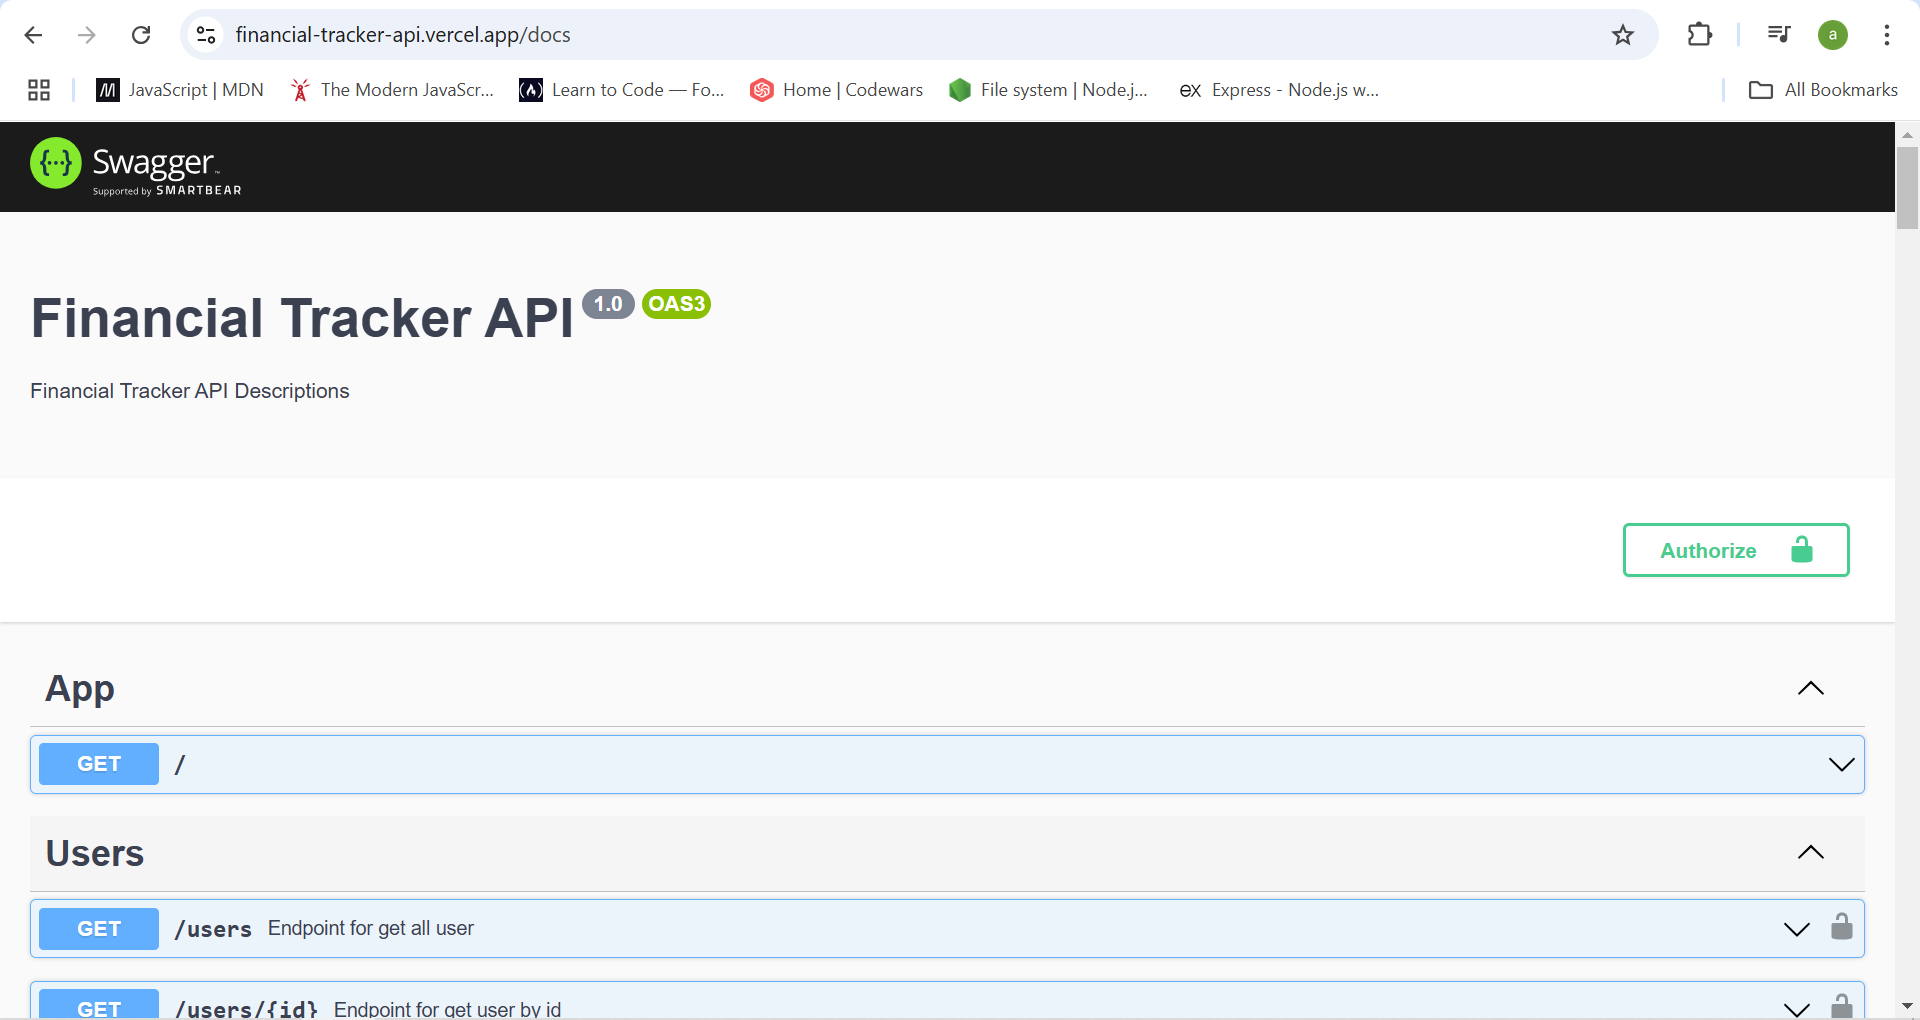 financial-tracker-api.vercel.app/docs
a
JavaScript | MDN
The Modern JavaScr...
Learn to Code — Fo...
Home | Codewars
File system | Node.j...
ex Express - Node.js w...
All Bookmarks
{···} Swagger™
Supported by SMARTBEAR
Financial Tracker API 1.0 OAS3
Financial Tracker API Descriptions
Authorize
App
GET /
Users
GET /users Endpoint for get all user
GET /users/{id} Endpoint for get user by id